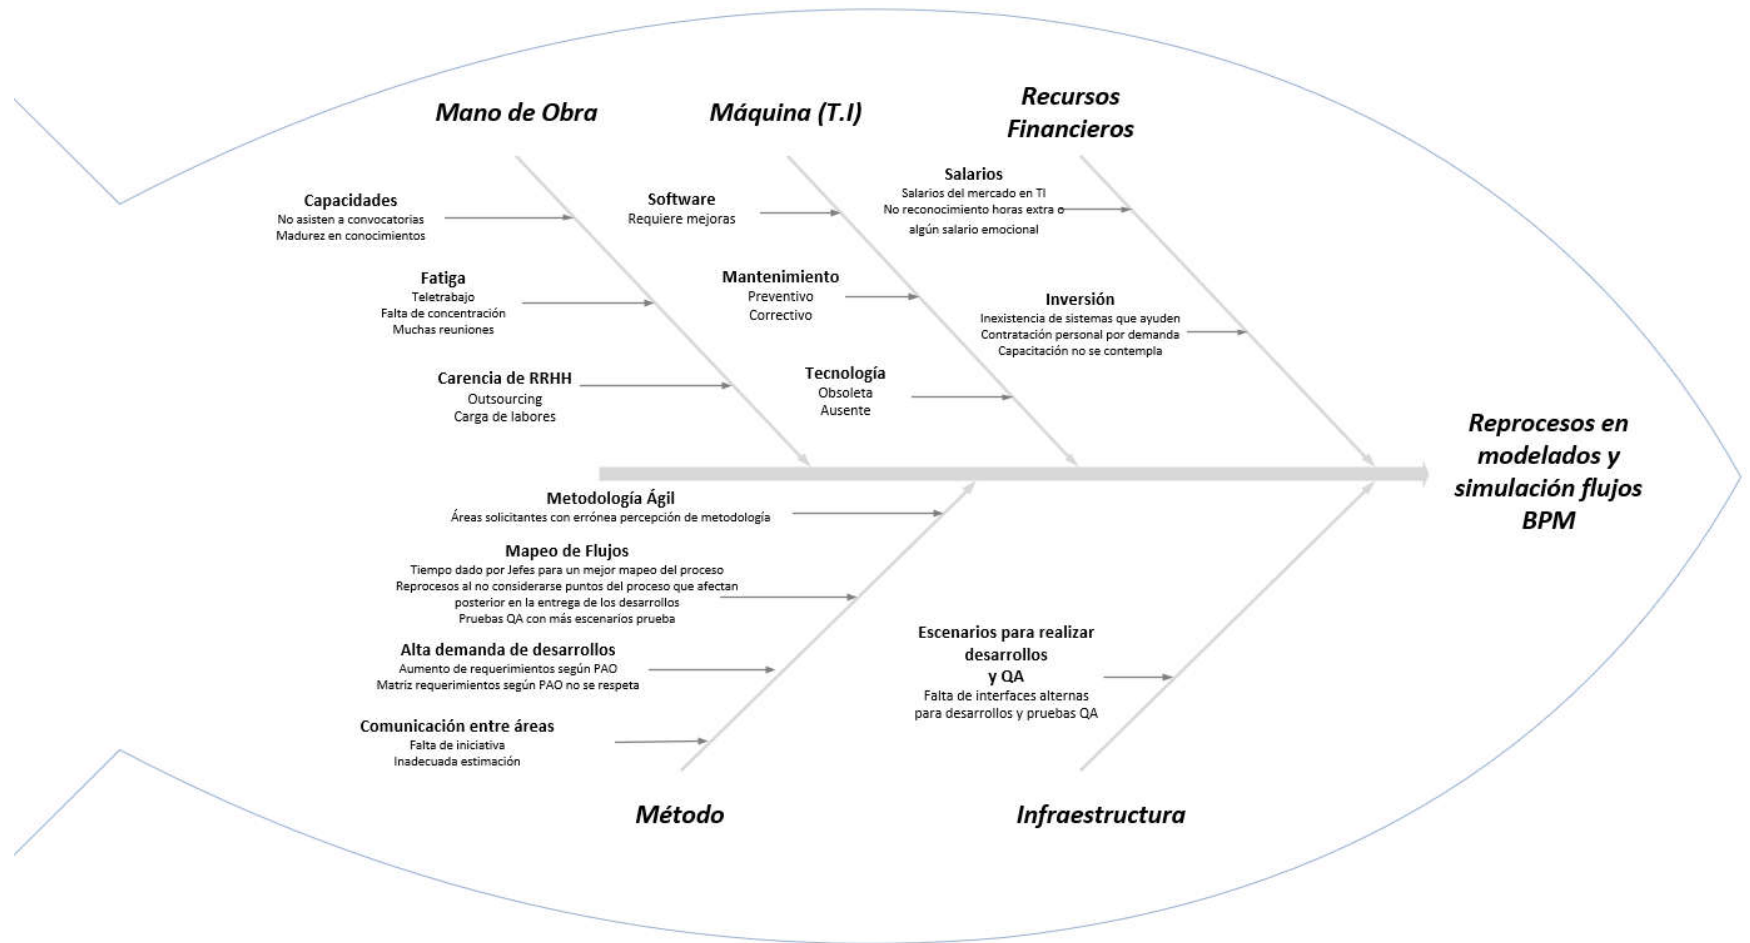 Mano de Obra
Máquina (T.I)
Recursos
Financieros
Capacidades
No asisten a convocatorias
Madurez en conocimientos
Fatiga
Teletrabajo
Falta de concentración
Muchas reuniones
Carencia de RRHH
Outsourcing
Carga de labores
Software
Requiere mejoras
Mantenimiento
Preventivo
Correctivo
Tecnología
Obsoleta
Ausente
Salarios
Salarios del mercado en TI
No reconocimiento horas extra o
algún salario emocional
Inversión
Inexistencia de sistemas que ayuden
Contratación personal por demanda
Capacitación no se contempla
Reprocesos en
modelados y
simulación flujos
BPM
Metodología Ágil
Áreas solicitantes con errónea percepción de metodología
Mapeo de Flujos
Tiempo dado por Jefes para un mejor mapeo del proceso
Reprocesos al no considerarse puntos del proceso que afectan
posterior en la entrega de los desarrollos
Pruebas QA con más escenarios prueba
Alta demanda de desarrollos
Aumento de requerimientos según PAO
Matriz requerimientos según PAO no se respeta
Comunicación entre áreas
Falta de iniciativa
Inadecuada estimación
Escenarios para realizar
desarrollos
y QA
Falta de interfaces alternas
para desarrollos y pruebas QA
Método
Infraestructura